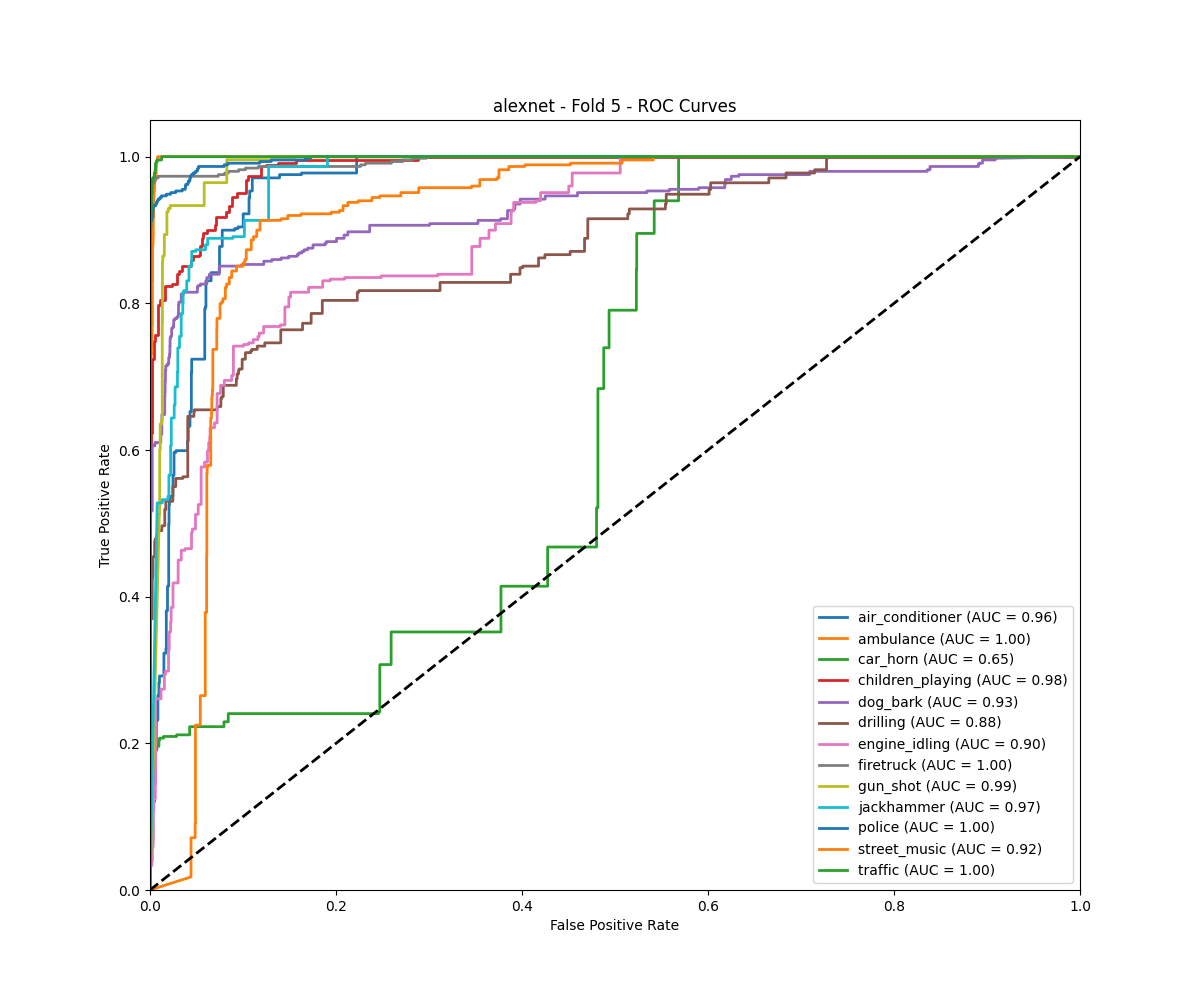 alexnet - Fold 5 - ROC Curves
1.0
0.8
0.6
0.4
0.2
0.0
True Positive Rate
air_conditioner (AUC = 0.96)
ambulance (AUC = 1.00)
car_horn (AUC = 0.65)
children_playing (AUC = 0.98)
dog_bark (AUC = 0.93)
drilling (AUC = 0.88)
engine_idling (AUC = 0.90)
firetruck (AUC = 1.00)
gun_shot (AUC = 0.99)
jackhammer (AUC = 0.97)
police (AUC = 1.00)
street_music (AUC = 0.92)
traffic (AUC = 1.00)
0.0 0.2 0.4 0.6 0.8 1.0
False Positive Rate